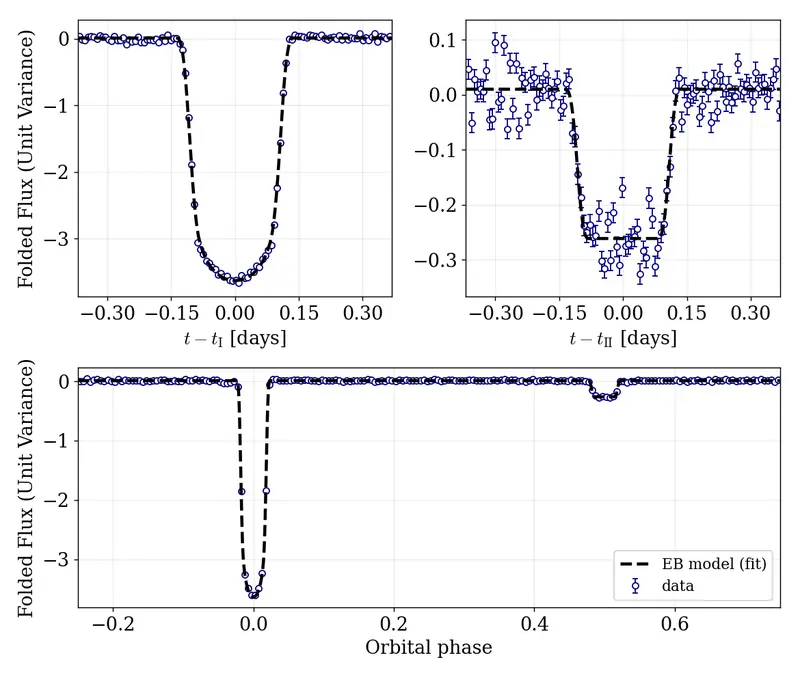 Folded Flux (Unit Variance)
0
−1
−2
−3
−0.30 −0.15 0.00 0.15 0.30
t − tI [days]
0.1
0.0
−0.1
−0.2
−0.3
−0.30 −0.15 0.00 0.15 0.30
t − tII [days]
Folded Flux (Unit Variance)
0
−1
−2
−3
−0.2 0.0 0.2 0.4 0.6
Orbital phase
EB model (fit)
data